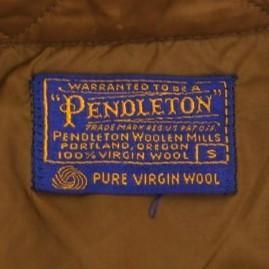 WARRANTED TO BE A
"PENDLETON"
TRADE MARK REG. U.S. PAT. OFF.
PENDLETON WOOLEN MILLS
PORTLAND, OREGON
100% VIRGIN WOOL S
PURE VIRGIN WOOL